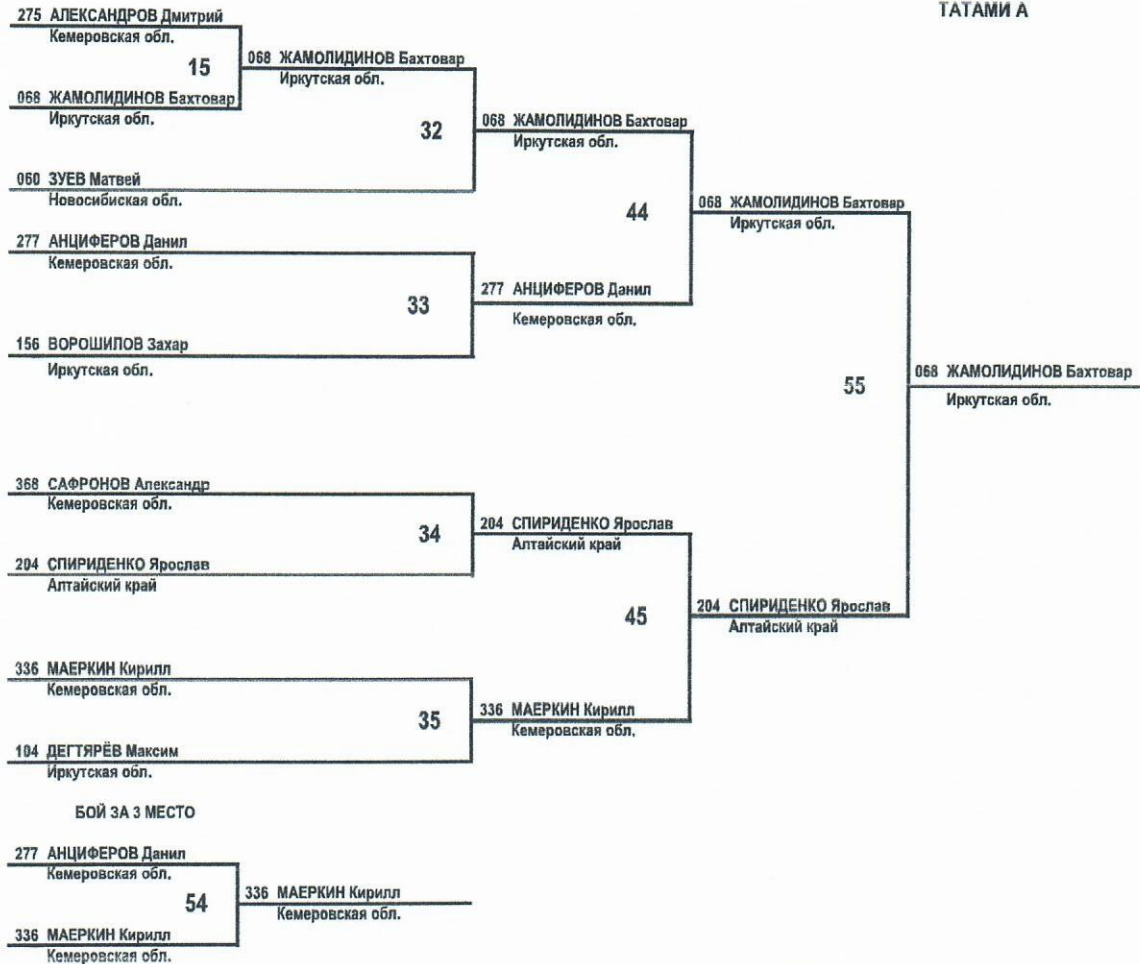 ТАТАМИ А
275 АЛЕКСАНДРОВ Дмитрий
Кемеровская обл.
15
068 ЖАМОЛИДИНОВ Бахтовар
Иркутская обл.
068 ЖАМОЛИДИНОВ Бахтовар
Иркутская обл.
32
068 ЖАМОЛИДИНОВ Бахтовар
Иркутская обл.
060 ЗУЕВ Матвей
Новосибиская обл.
44
068 ЖАМОЛИДИНОВ Бахтовар
Иркутская обл.
277 АНЦИФЕРОВ Данил
Кемеровская обл.
33
277 АНЦИФЕРОВ Данил
Кемеровская обл.
156 ВОРОШИЛОВ Захар
Иркутская обл.
55
068 ЖАМОЛИДИНОВ Бахтовар
Иркутская обл.
368 САФРОНОВ Александр
Кемеровская обл.
34
204 СПИРИДЕНКО Ярослав
Алтайский край
204 СПИРИДЕНКО Ярослав
Алтайский край
45
204 СПИРИДЕНКО Ярослав
Алтайский край
336 МАЕРКИН Кирилл
Кемеровская обл.
35
336 МАЕРКИН Кирилл
Кемеровская обл.
104 ДЕГТЯРЁВ Максим
Иркутская обл.
БОЙ ЗА 3 МЕСТО
277 АНЦИФЕРОВ Данил
Кемеровская обл.
54
336 МАЕРКИН Кирилл
Кемеровская обл.
336 МАЕРКИН Кирилл
Кемеровская обл.